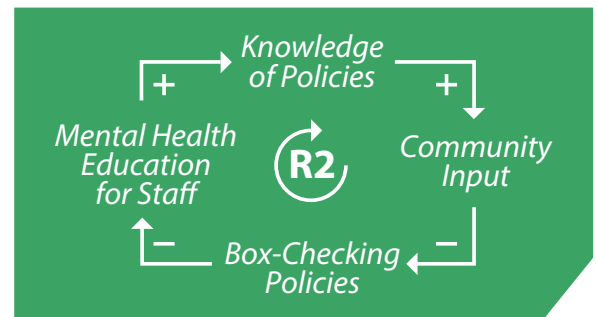 Knowledge
of Policies
+
+
Mental Health
Education
for Staff
R2
Community
Input
–
–
Box-Checking
Policies